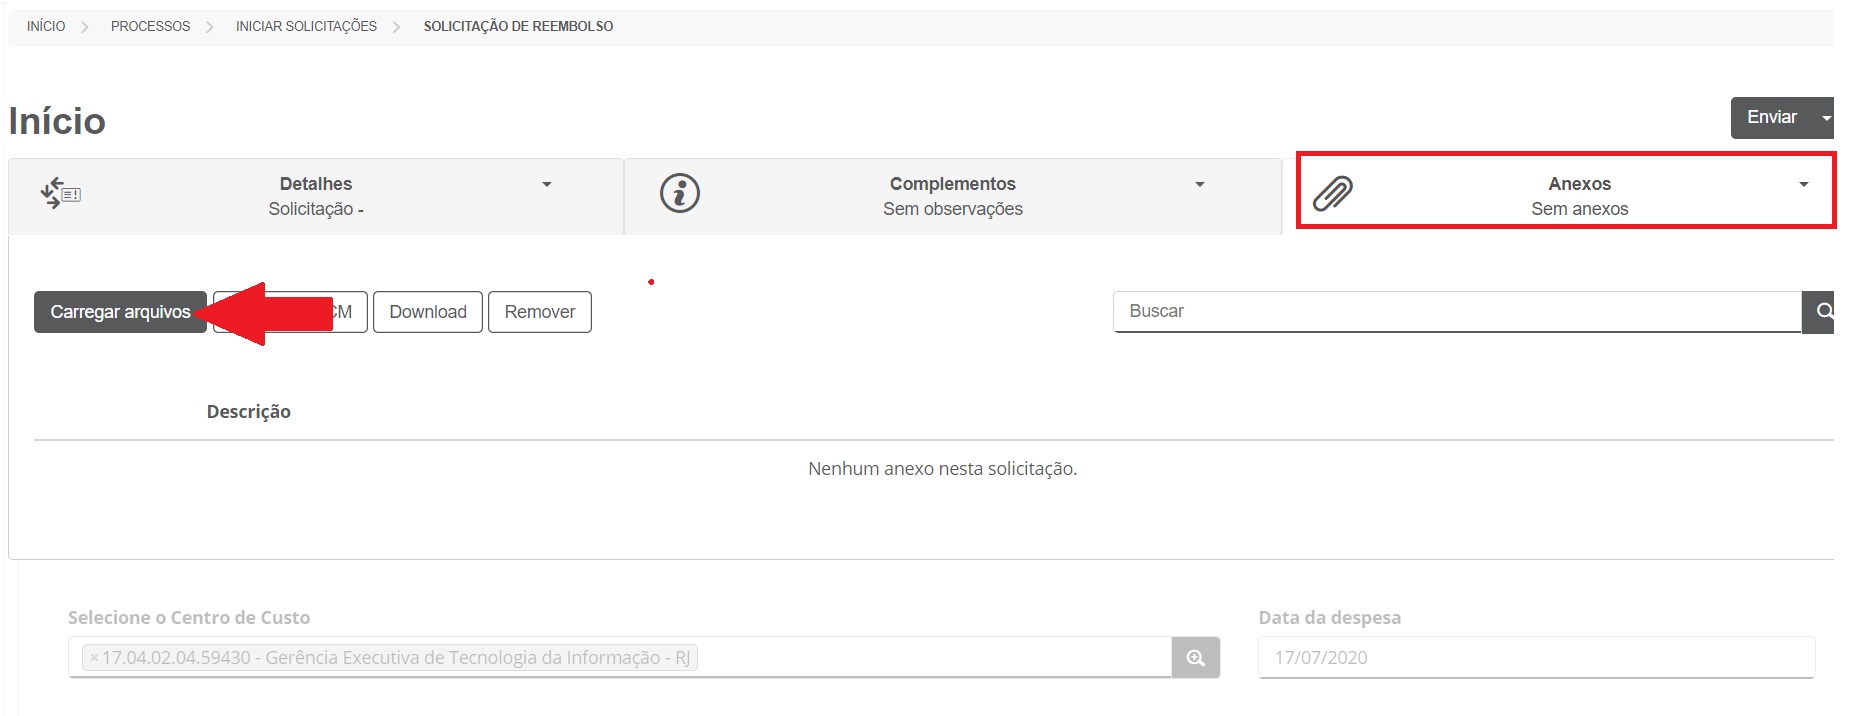 INÍCIO > PROCESSOS > INICIAR SOLICITAÇÕES > SOLICITAÇÃO DE REEMBOLSO
Início
Enviar
Detalhes
Solicitação -
Complementos
Sem observações
Anexos
Sem anexos
Carregar arquivos
CM
Download
Remover
Buscar
Descrição
Nenhum anexo nesta solicitação.
Selecione o Centro de Custo
Data da despesa
×17.04.02.04.59430 - Gerência Executiva de Tecnologia da Informação - RJ
17/07/2020